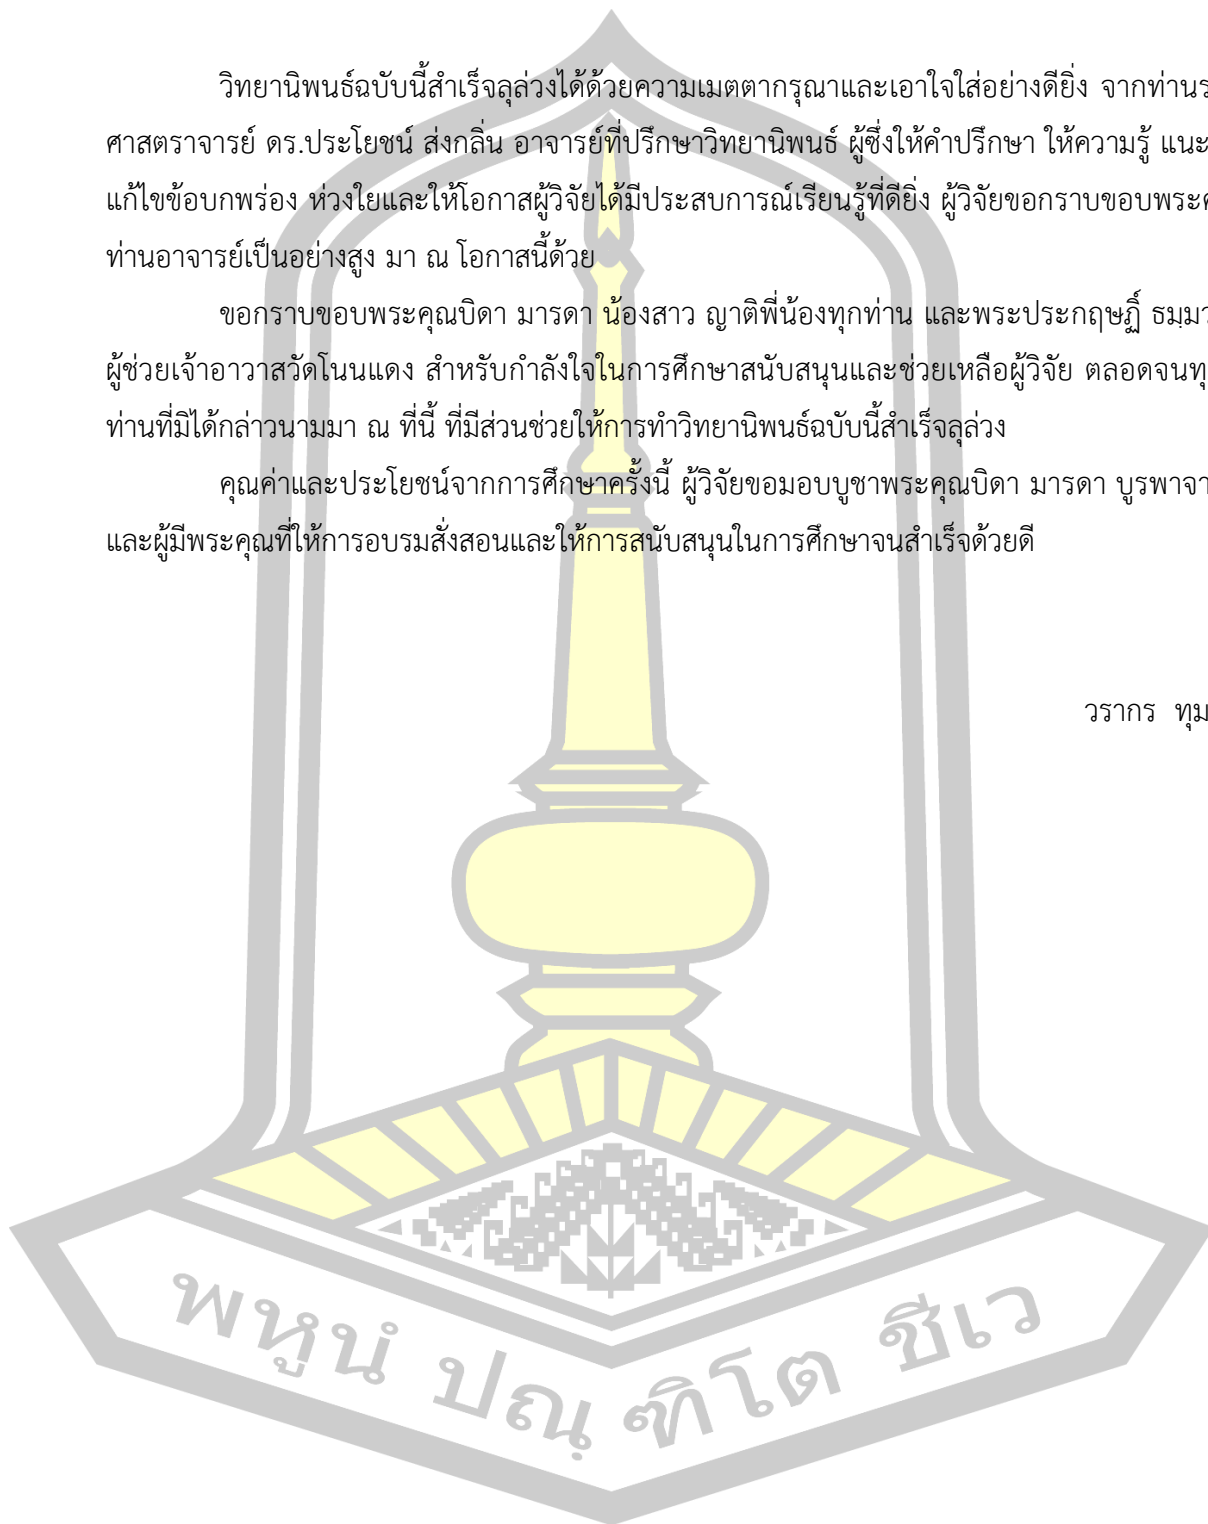 วิทยานิพนธ์ฉบับนี้สำเร็จลุล่วงได้ด้วยความเมตตากรุณาและเอาใจใส่อย่างดียิ่ง จากท่านร
ศาสตราจารย์ ดร.ประโยชน์ ส่งกลิ่น อาจารย์ที่ปรึกษาวิทยานิพนธ์ ผู้ซึ่งให้คำปรึกษา ให้ความรู้ แนะ
แก้ไขข้อบกพร่อง ห่วงใยและให้โอกาสผู้วิจัยได้มีประสบการณ์เรียนรู้ที่ดียิ่ง ผู้วิจัยขอกราบขอบพระค
ท่านอาจารย์เป็นอย่างสูง มา ณ โอกาสนี้ด้วย
ขอกราบขอบพระคุณบิดา มารดา น้องสาว ญาติพี่น้องทุกท่าน และพระประกฤษฏิ์ ธมฺมว
ผู้ช่วยเจ้าอาวาสวัดโนนแดง สำหรับกำลังใจในการศึกษาสนับสนุนและช่วยเหลือผู้วิจัย ตลอดจนทุ
ท่านที่มิได้กล่าวนามมา ณ ที่นี้ ที่มีส่วนช่วยให้การทำวิทยานิพนธ์ฉบับนี้สำเร็จลุล่วง
คุณค่าและประโยชน์จากการศึกษาครั้งนี้ ผู้วิจัยขอมอบบูชาพระคุณบิดา มารดา บูรพาจา
และผู้มีพระคุณที่ให้การอบรมสั่งสอนและให้การสนับสนุนในการศึกษาจนสำเร็จด้วยดี
วรากร ทุม
พหูนํ ปณฺฑิโต ชีเว